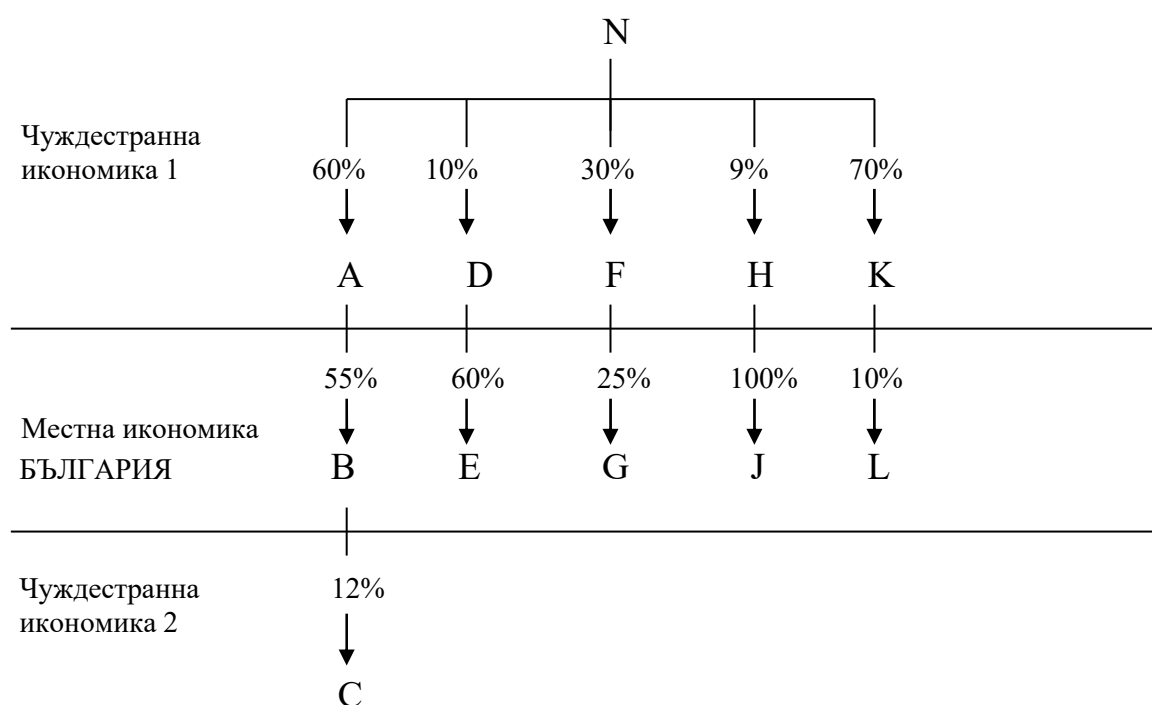 N
Чуждестранна
икономика 1
60% 10% 30% 9% 70%
A D F H K
55% 60% 25% 100% 10%
Местна икономика
БЪЛГАРИЯ
B E G J L
Чуждестранна
икономика 2
12%
C